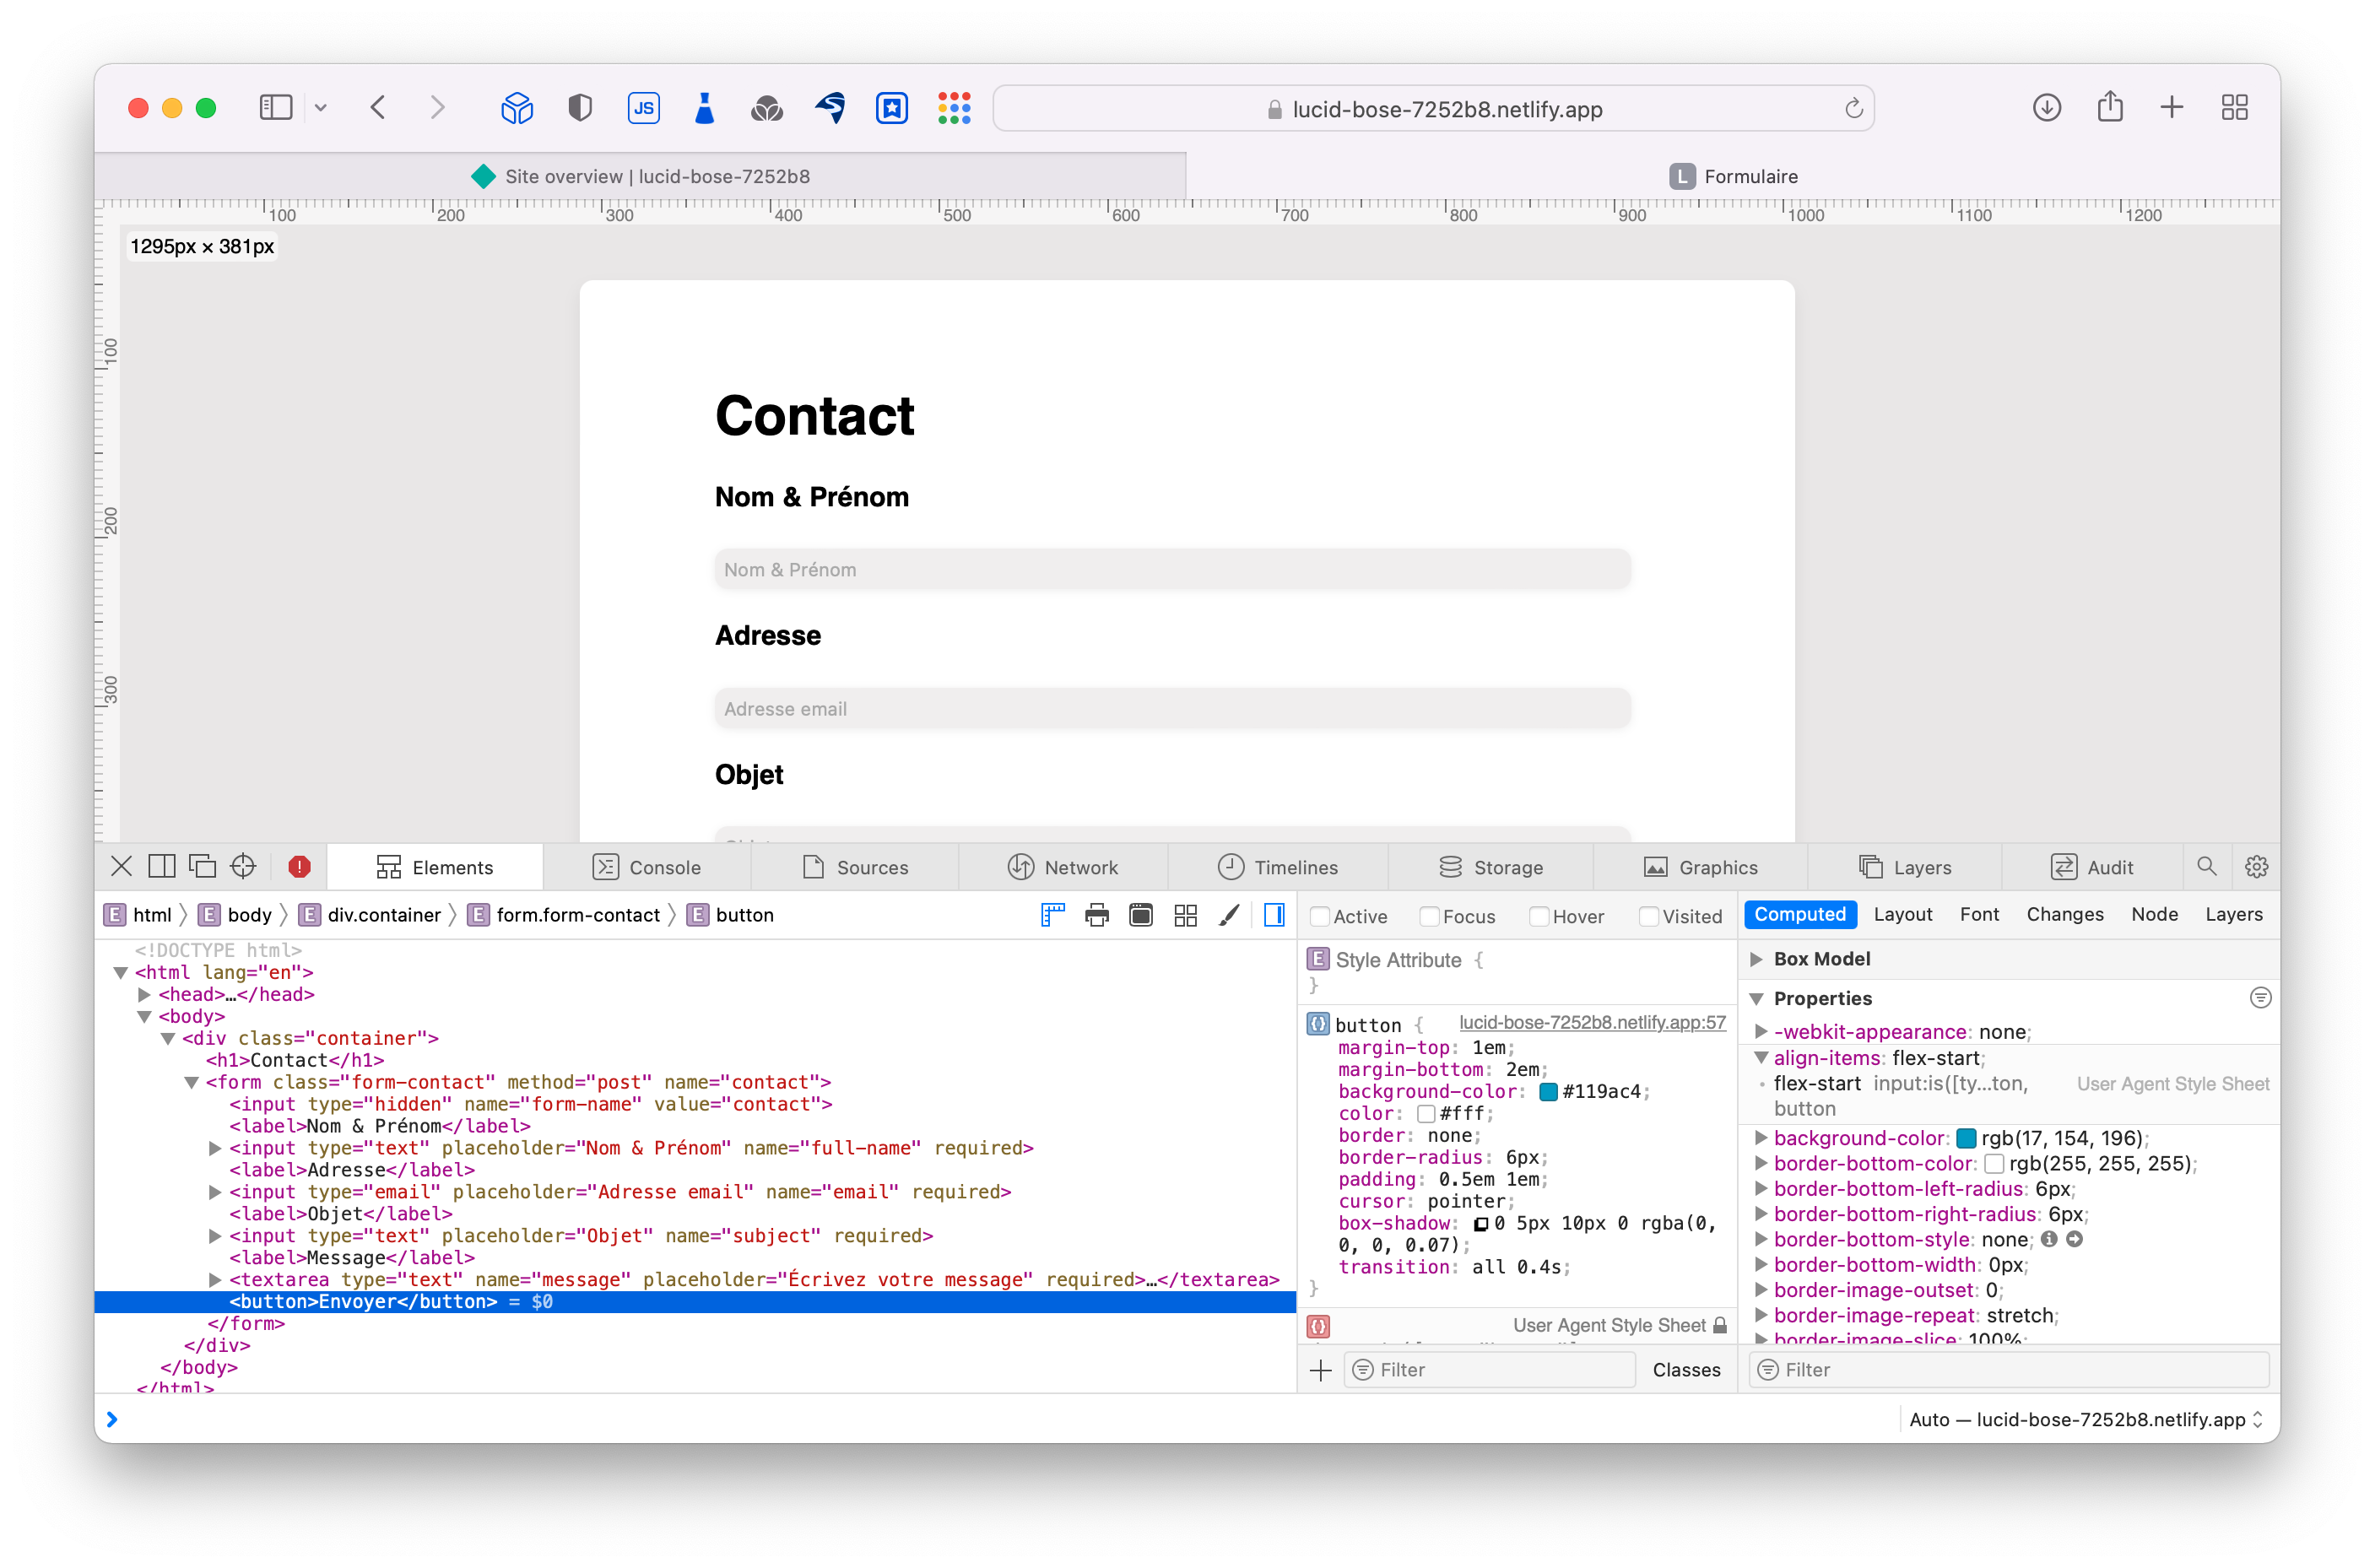 JS
lucid-bose-7252b8.netlify.app
Site overview | lucid-bose-7252b8
L Formulaire
100 200 300 400 500 600 700 800 900 1000 1100 1200
1295px × 381px
100
200
300
Contact
Nom & Prénom
Nom & Prénom
Adresse
Adresse email
Objet
Elements Console Sources Network Timelines Storage Graphics Layers Audit
E html E body E div.container E form.form-contact E button
<!DOCTYPE html>
<html lang="en">
<head>…</head>
<body>
<div class="container">
<h1>Contact</h1>
<form class="form-contact" method="post" name="contact">
<input type="hidden" name="form-name" value="contact">
<label>Nom & Prénom</label>
<input type="text" placeholder="Nom & Prénom" name="full-name" required>
<label>Adresse</label>
<input type="email" placeholder="Adresse email" name="email" required>
<label>Objet</label>
<input type="text" placeholder="Objet" name="subject" required>
<label>Message</label>
<textarea type="text" name="message" placeholder="Écrivez votre message" required>…</textarea>
<button>Envoyer</button> = $0
</form>
</div>
</body>
</html>
Active Focus Hover Visited
E Style Attribute {
}
button { lucid-bose-7252b8.netlify.app:57
margin-top: 1em;
margin-bottom: 2em;
background-color: #119ac4;
color: #fff;
border: none;
border-radius: 6px;
padding: 0.5em 1em;
cursor: pointer;
box-shadow: 0 5px 10px 0 rgba(0,
0, 0, 0.07);
transition: all 0.4s;
}
User Agent Style Sheet
Filter Classes
Computed Layout Font Changes Node Layers
Box Model
Properties
-webkit-appearance: none;
align-items: flex-start;
flex-start input:is([ty…ton, User Agent Style Sheet
button
background-color: rgb(17, 154, 196);
border-bottom-color: rgb(255, 255, 255);
border-bottom-left-radius: 6px;
border-bottom-right-radius: 6px;
border-bottom-style: none;
border-bottom-width: 0px;
border-image-outset: 0;
border-image-repeat: stretch;
border-image-slice: 100%;
Filter
Auto — lucid-bose-7252b8.netlify.app